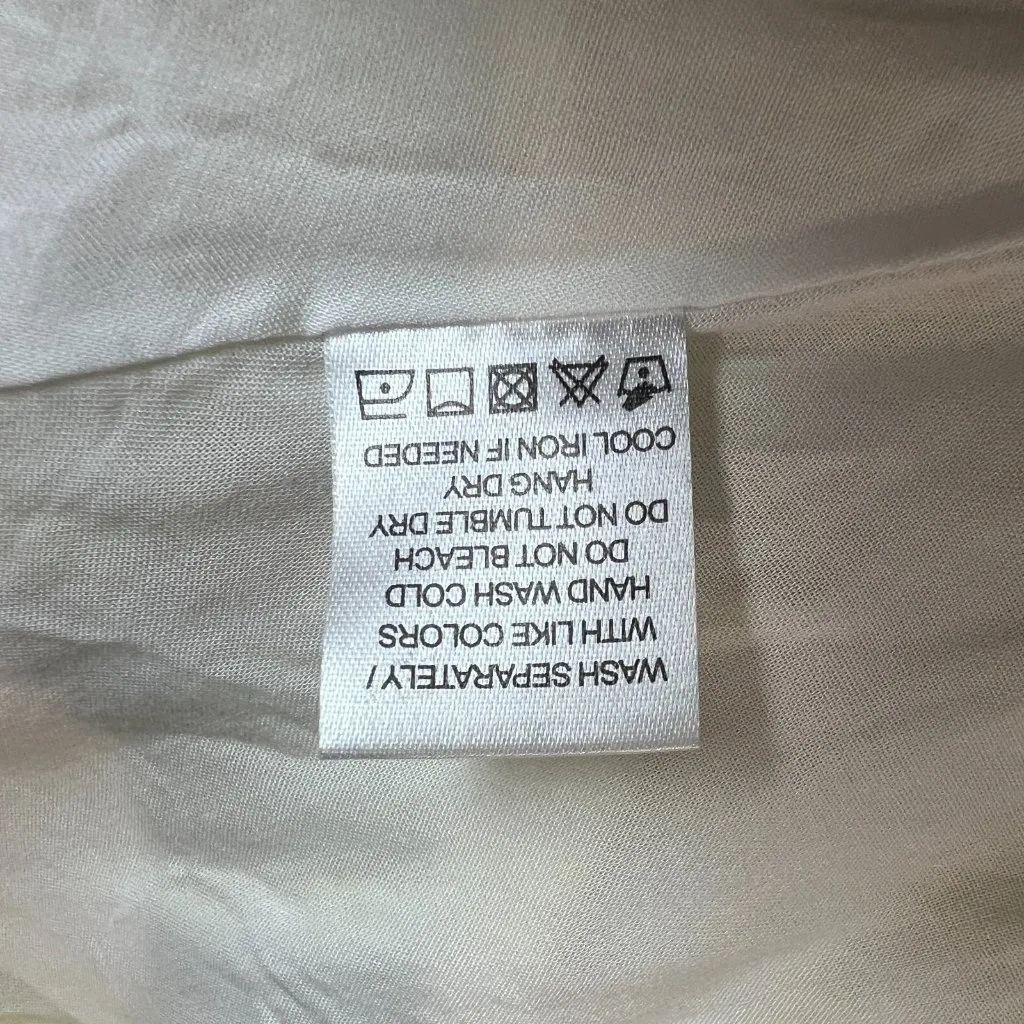 WASH SEPARATELY /
WITH LIKE COLORS
HAND WASH COLD
DO NOT BLEACH
DO NOT TUMBLE DRY
HANG DRY
COOL IRON IF NEEDED